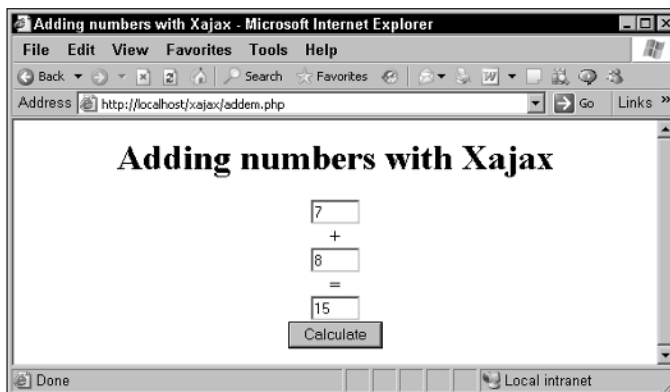 Adding numbers with Xajax - Microsoft Internet Explorer
File Edit View Favorites Tools Help
Back Search Favorites W
Address http://localhost/xajax/addem.php Go Links »
Adding numbers with Xajax
7
+
8
=
15
Calculate
Done Local intranet